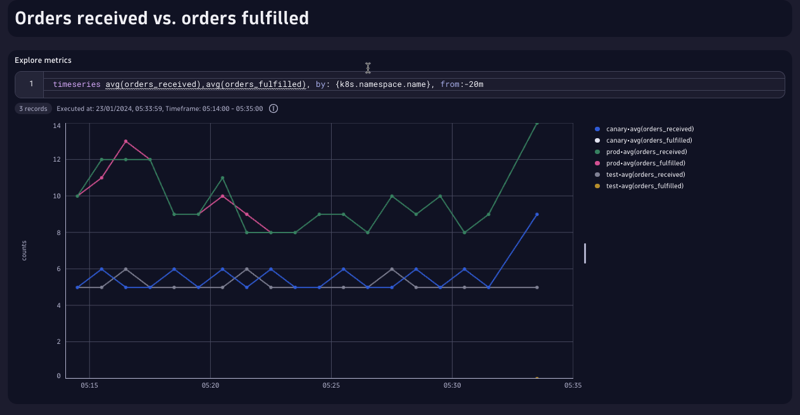 Orders received vs. orders fulfilled
Explore metrics
1 timeseries avg(orders_received),avg(orders_fulfilled), by: {k8s.namespace.name}, from:-20m
3 records Executed at: 23/01/2024, 05:33:59, Timeframe: 05:14:00 - 05:35:00
14
12
10
8
6
4
2
0
counts
05:15 05:20 05:25 05:30 05:35
canary•avg(orders_received)
canary•avg(orders_fulfilled)
prod•avg(orders_received)
prod•avg(orders_fulfilled)
test•avg(orders_received)
test•avg(orders_fulfilled)